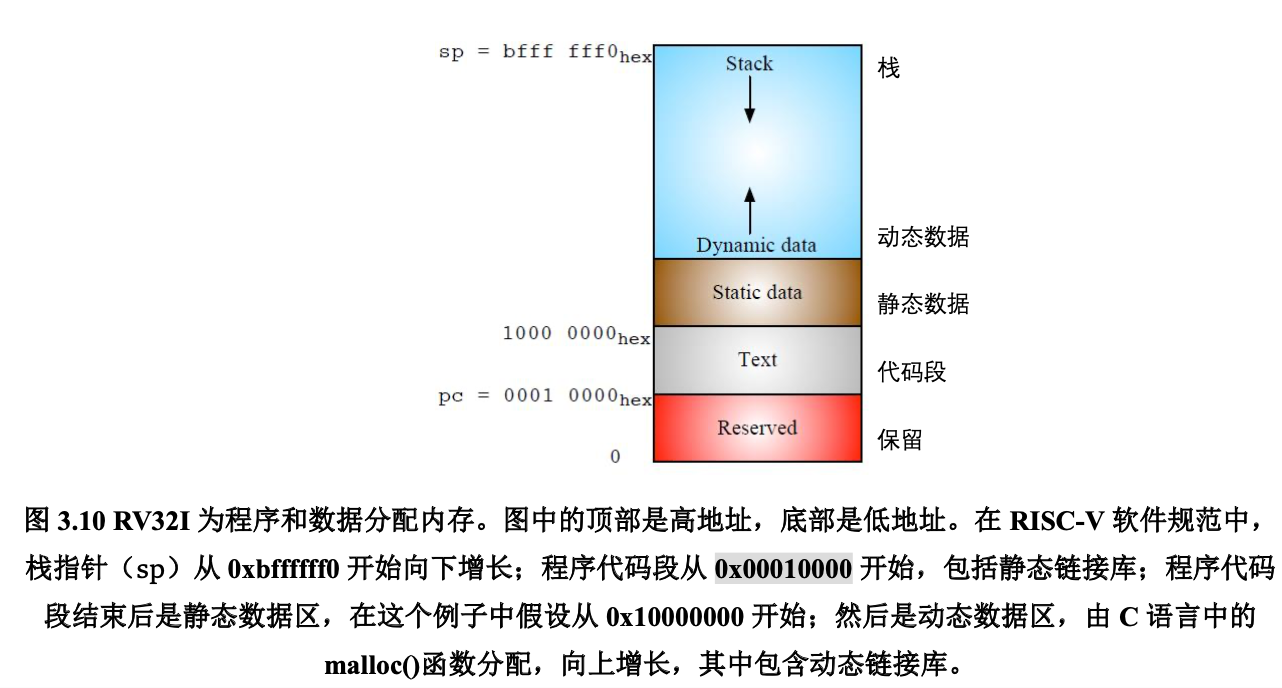 sp = bfff fff0hex
Stack
栈
Dynamic data
动态数据
Static data
静态数据
1000 0000hex
Text
代码段
pc = 0001 0000hex
Reserved
保留
0
图 3.10 RV32I 为程序和数据分配内存。图中的顶部是高地址，底部是低地址。在 RISC-V 软件规范中，
栈指针（sp）从 0xbffffff0 开始向下增长；程序代码段从 0x00010000 开始，包括静态链接库；程序代码
段结束后是静态数据区，在这个例子中假设从 0x10000000 开始；然后是动态数据区，由 C 语言中的
malloc()函数分配，向上增长，其中包含动态链接库。